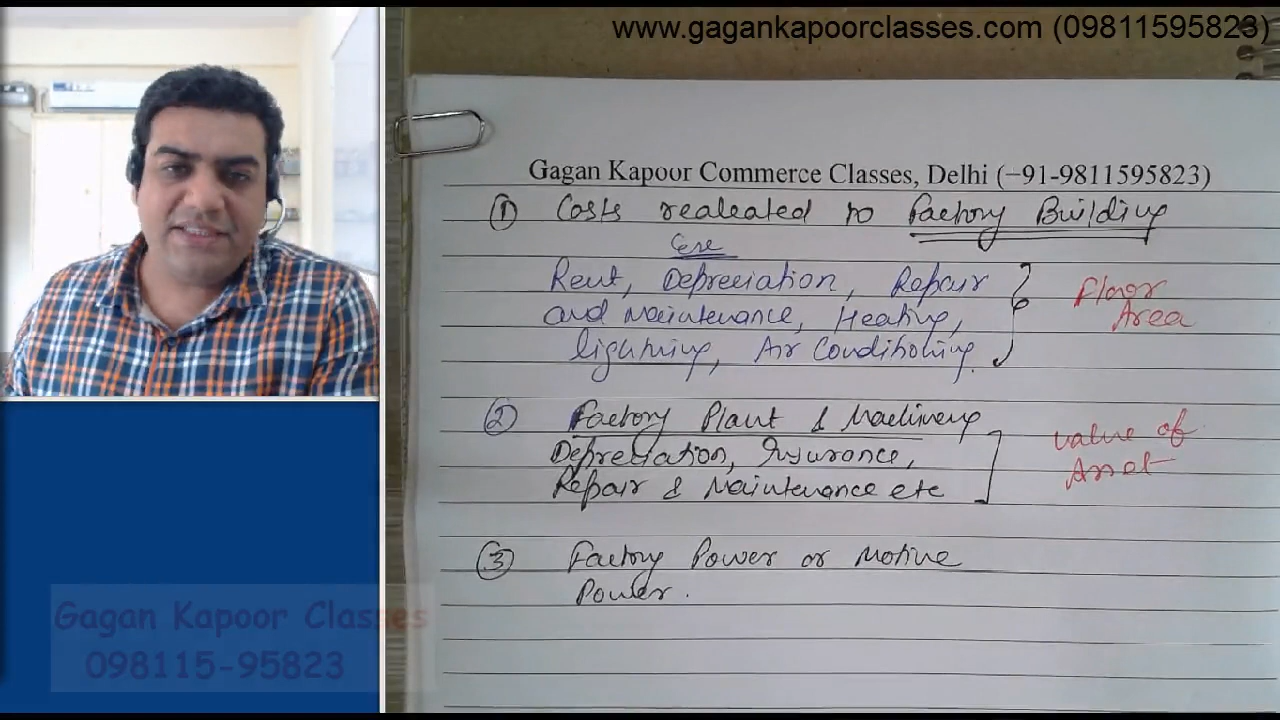 www.gagankapoorclasses.com (09811595823)
Gagan Kapoor Commerce Classes, Delhi (−91-9811595823)
① Costs realeated to Factory Building
Rent, Depreciation, Repair
and Maintenance, Heating,
lightning, Air Conditioning.
Floor
Area
② Factory Plant & Machinery
Depreciation, Insurance,
Repair & Maintenance etc
value of
Asset
③ Factory Power or Motive
Power.
Gagan Kapoor Classes
098115-95823